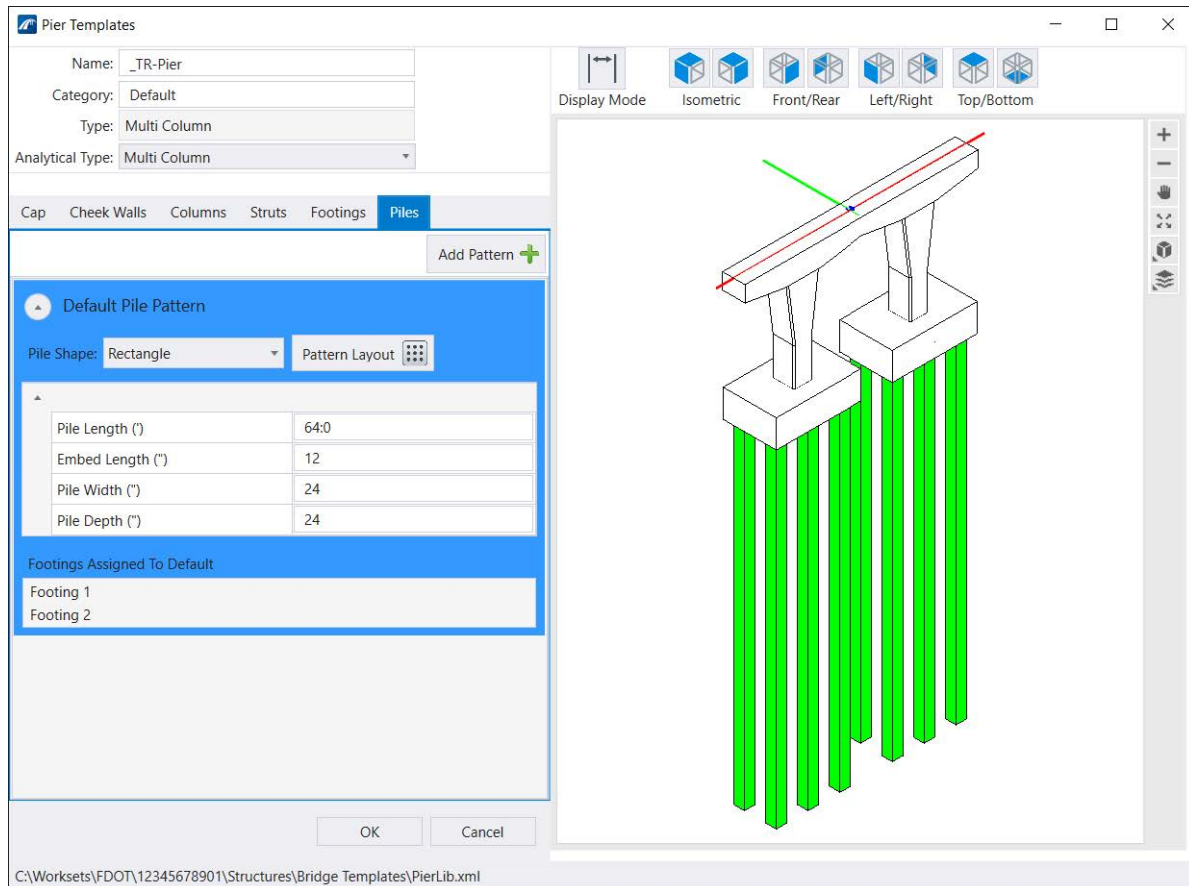 Pier Templates
Name: _TR-Pier
Category: Default
Type: Multi Column
Analytical Type: Multi Column
Display Mode Isometric Front/Rear Left/Right Top/Bottom
Cap Cheek Walls Columns Struts Footings Piles
Add Pattern
Default Pile Pattern
Pile Shape: Rectangle Pattern Layout
Pile Length (') 64:0
Embed Length (") 12
Pile Width (") 24
Pile Depth (") 24
Footings Assigned To Default
Footing 1
Footing 2
OK Cancel
C:\Worksets\FDOT\12345678901\Structures\Bridge Templates\PierLib.xml